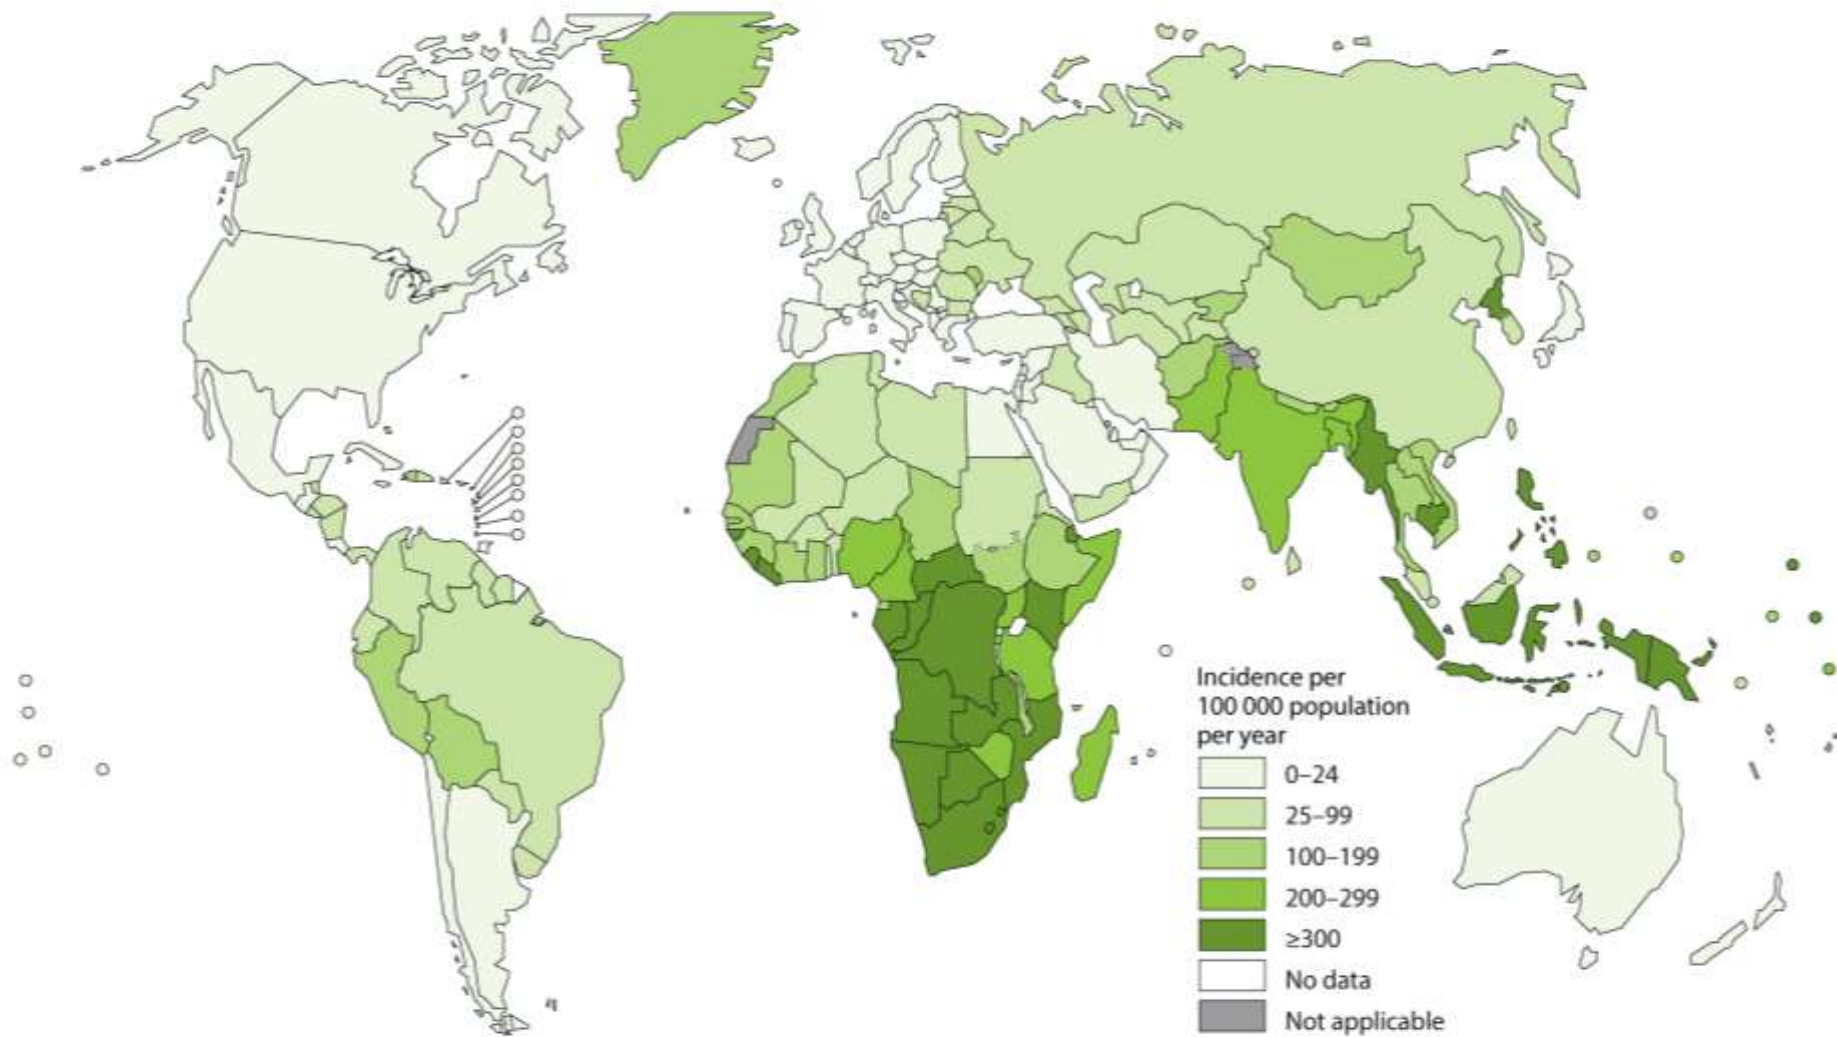 Incidence per
100 000 population
per year
0–24
25–99
100–199
200–299
≥300
No data
Not applicable